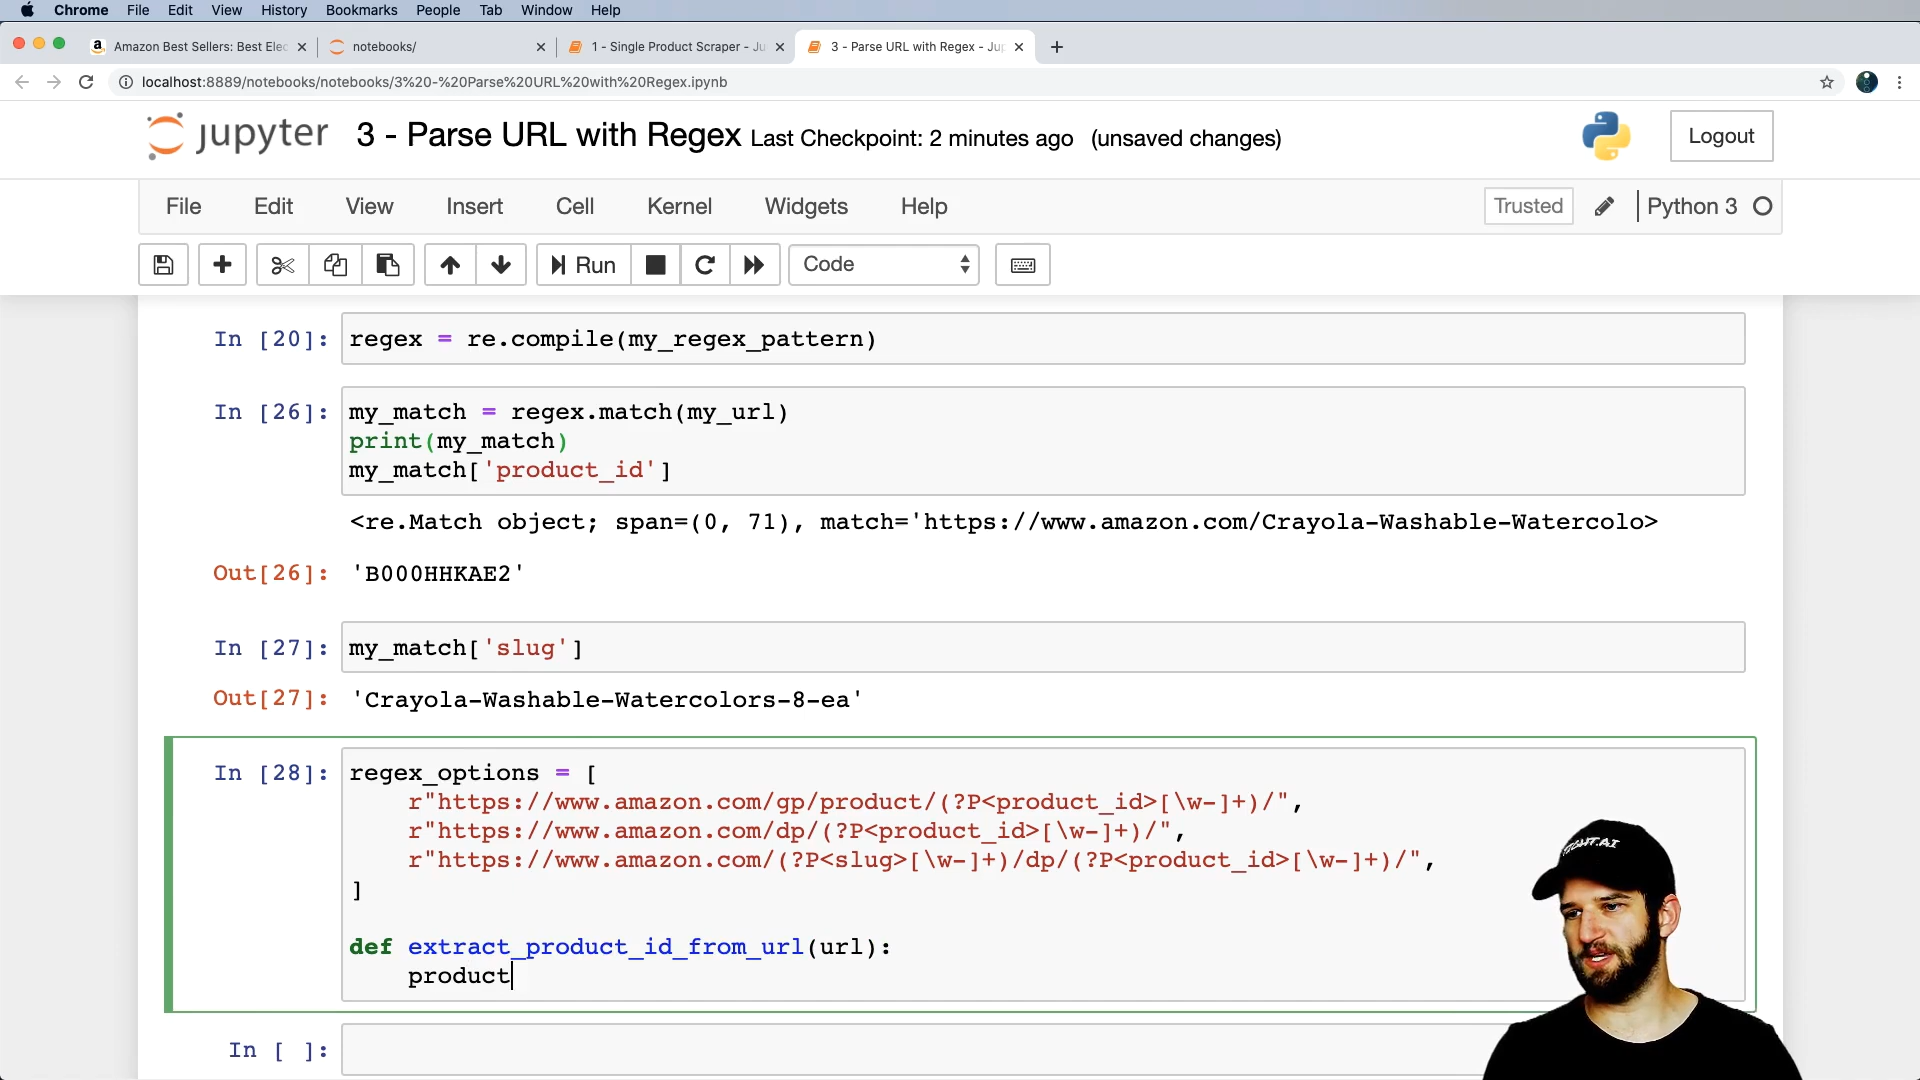 Chrome File Edit View History Bookmarks People Tab Window Help
Amazon Best Sellers: Best Elec
notebooks/
1 - Single Product Scraper - Ju
3 - Parse URL with Regex - Jup
localhost:8889/notebooks/notebooks/3%20-%20Parse%20URL%20with%20Regex.ipynb
jupyter 3 - Parse URL with Regex Last Checkpoint: 2 minutes ago (unsaved changes)
Logout
File Edit View Insert Cell Kernel Widgets Help
Trusted
Python 3
Run
Code
In [20]: regex = re.compile(my_regex_pattern)
In [26]: my_match = regex.match(my_url)
print(my_match)
my_match['product_id']
<re.Match object; span=(0, 71), match='https://www.amazon.com/Crayola-Washable-Watercolo>
Out[26]: 'B000HHKAE2'
In [27]: my_match['slug']
Out[27]: 'Crayola-Washable-Watercolors-8-ea'
In [28]: regex_options = [
r"https://www.amazon.com/gp/product/(?P<product_id>[\w-]+)/",
r"https://www.amazon.com/dp/(?P<product_id>[\w-]+)/",
r"https://www.amazon.com/(?P<slug>[\w-]+)/dp/(?P<product_id>[\w-]+)/",
]
def extract_product_id_from_url(url):
product
In [ ]: